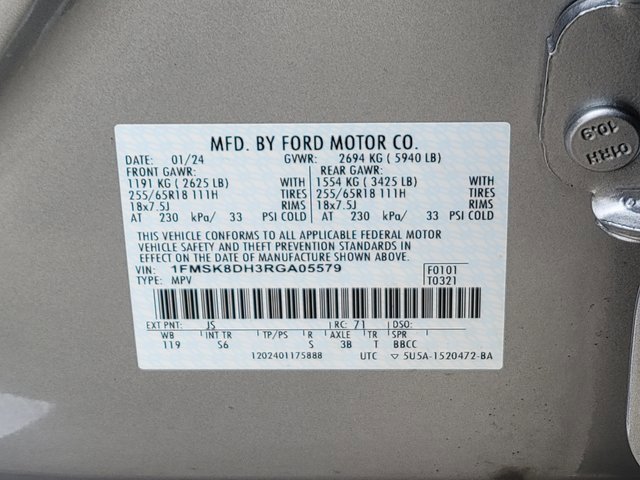 MFD. BY FORD MOTOR CO.
DATE: 01/24 GVWR: 2694 KG ( 5940 LB)
FRONT GAWR: REAR GAWR:
1191 KG ( 2625 LB) WITH 1554 KG ( 3425 LB) WITH
255/65R18 111H TIRES 255/65R18 111H TIRES
18x7.5J RIMS 18x7.5J RIMS
AT 230 kPa/ 33 PSI COLD AT 230 kPa/ 33 PSI COLD
THIS VEHICLE CONFORMS TO ALL APPLICABLE FEDERAL MOTOR
VEHICLE SAFETY AND THEFT PREVENTION STANDARDS IN
EFFECT ON THE DATE OF MANUFACTURE SHOWN ABOVE.
VIN: 1FMSK8DH3RGA05579 F0101
TYPE: MPV T0321
EXT PNT: JS RC: 71 DSO:
WB INT TR TP/PS R AXLE TR SPR
119 S6 S 3B T BBCC
1202401175888 UTC 5U5A-1520472-BA
10.9
01RH